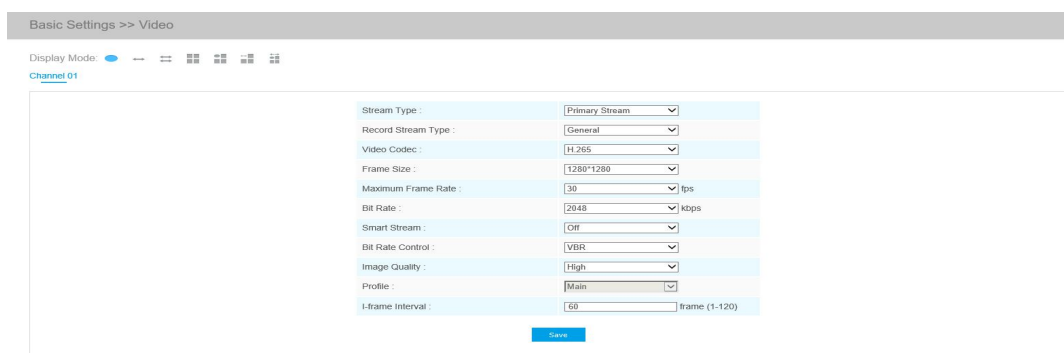 Basic Settings >> Video
Display Mode:
Channel 01
Stream Type : Primary Stream
Record Stream Type : General
Video Codec : H.265
Frame Size : 1280*1280
Maximum Frame Rate : 30 fps
Bit Rate : 2048 kbps
Smart Stream : Off
Bit Rate Control : VBR
Image Quality : High
Profile : Main
I-frame Interval : 60 frame (1-120)
Save